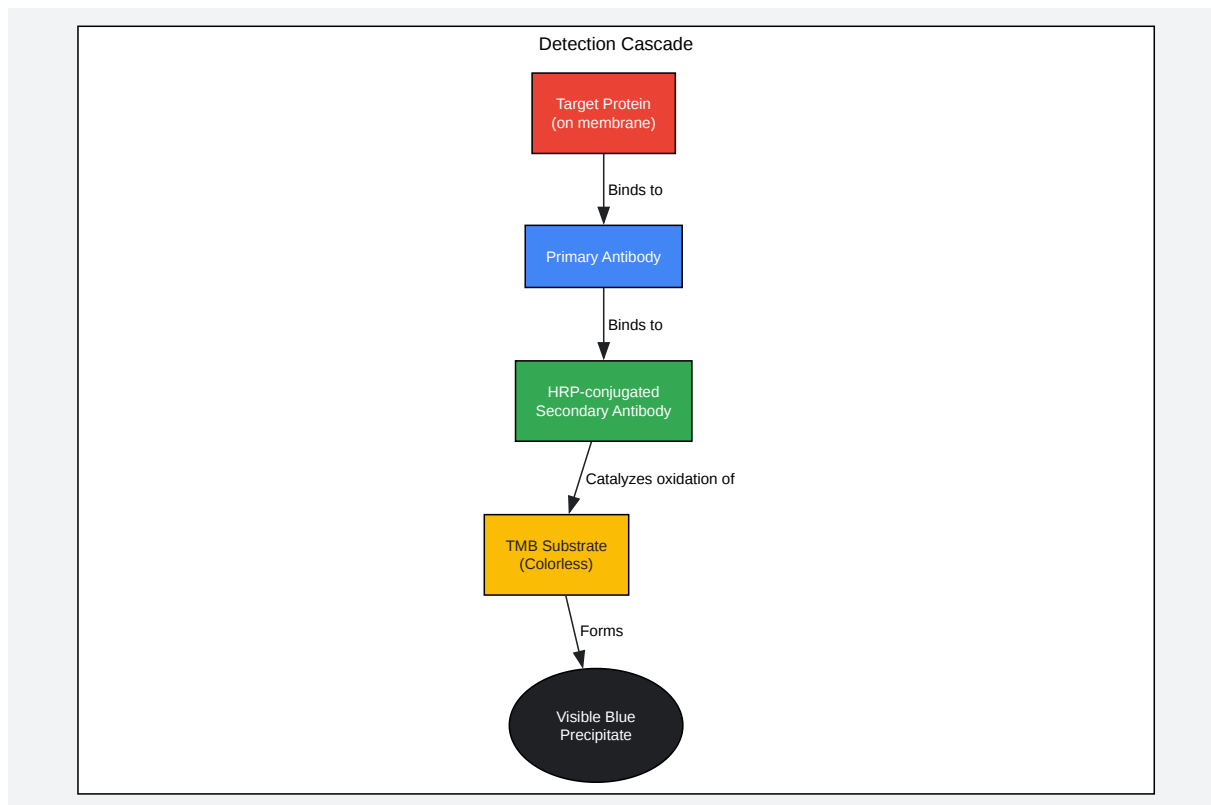 Detection Cascade
Target Protein
(on membrane)
Binds to
Primary Antibody
Binds to
HRP-conjugated
Secondary Antibody
Catalyzes oxidation of
TMB Substrate
(Colorless)
Forms
Visible Blue
Precipitate